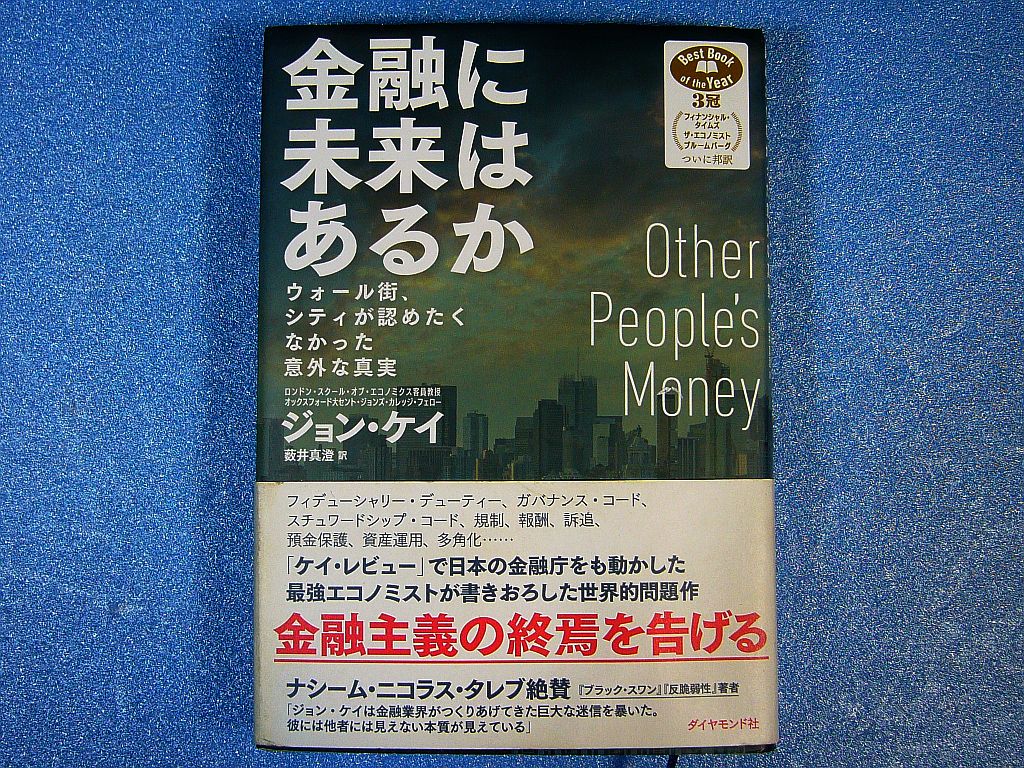 金融に
未来は
あるか
ウォール街、
シティが認めたく
なかった
意外な真実
ロンドン・スクール・オブ・エコノミクス客員教授
オックスフォード大セント・ジョンズ・カレッジ・フェロー
ジョン・ケイ
薮井真澄 訳
Best Book
of the Year
3冠
フィナンシャル・
タイムズ
ザ・エコノミスト
ブルームバーグ
ついに邦訳
Other
People's
Money
フィデューシャリー・デューティー、ガバナンス・コード、
スチュワードシップ・コード、規制、報酬、訴追、
預金保護、資産運用、多角化……
「ケイ・レビュー」で日本の金融庁をも動かした
最強エコノミストが書きおろした世界的問題作
金融主義の終焉を告げる
ナシーム・ニコラス・タレブ絶賛 『ブラック・スワン』『反脆弱性』著者
「ジョン・ケイは金融業界がつくりあげてきた巨大な迷信を暴いた。
彼には他者には見えない本質が見えている」
ダイヤモンド社